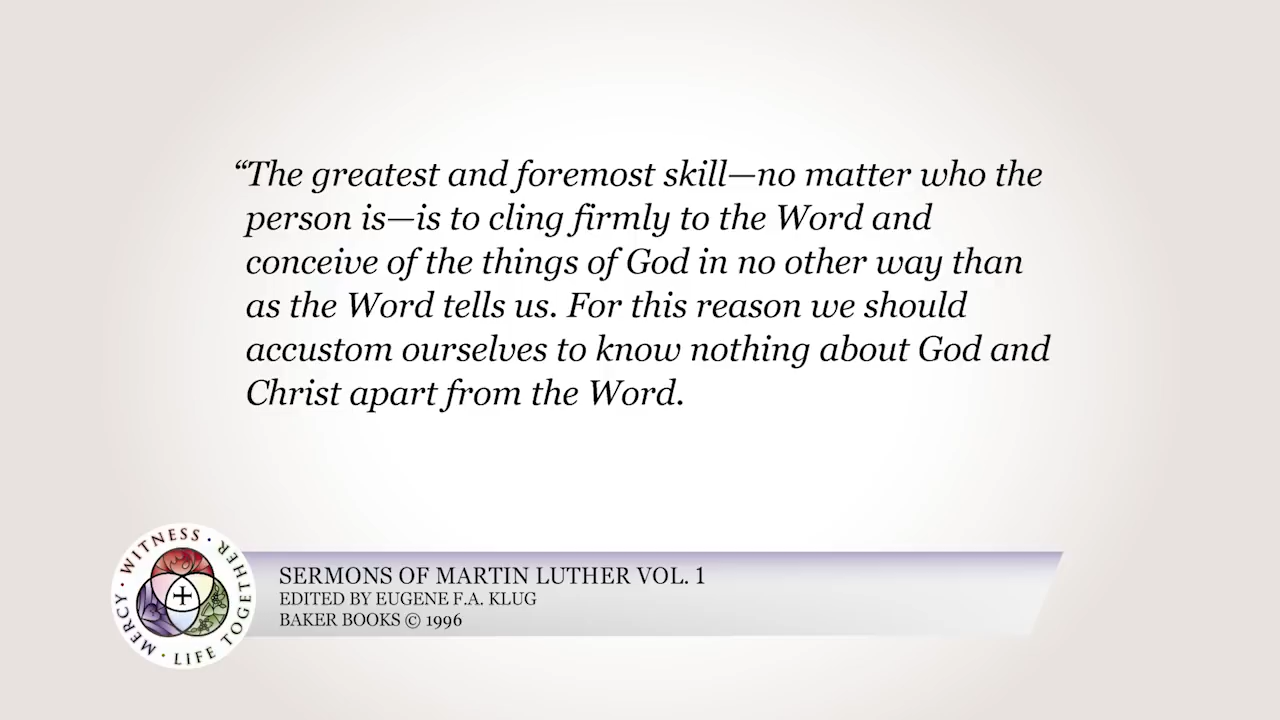 “The greatest and foremost skill—no matter who the
person is—is to cling firmly to the Word and
conceive of the things of God in no other way than
as the Word tells us. For this reason we should
accustom ourselves to know nothing about God and
Christ apart from the Word.
WITNESS · MERCY · LIFE TOGETHER ·
SERMONS OF MARTIN LUTHER VOL. 1
EDITED BY EUGENE F.A. KLUG
BAKER BOOKS © 1996